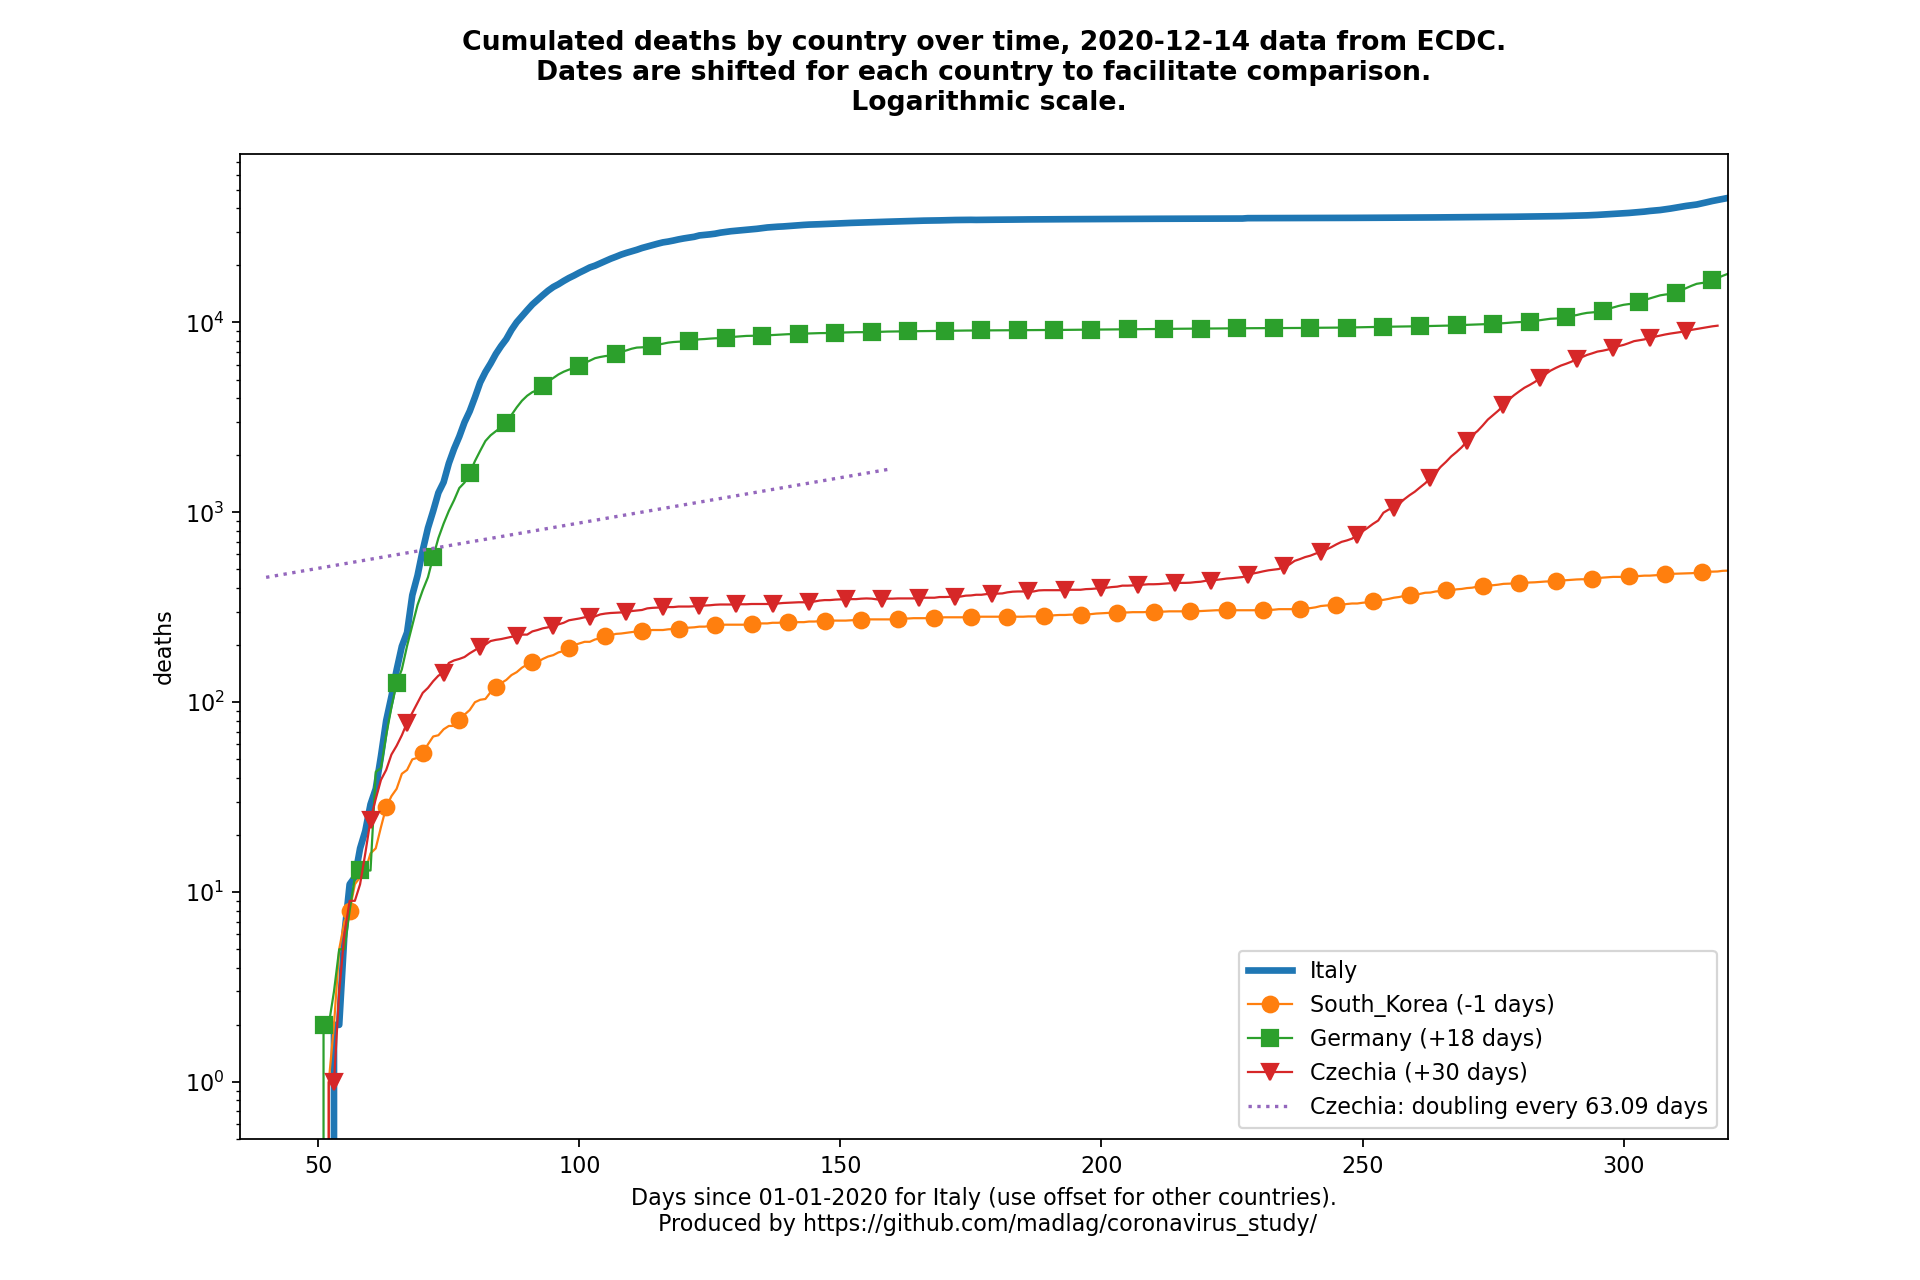 Cumulated deaths by country over time, 2020-12-14 data from ECDC.
Dates are shifted for each country to facilitate comparison.
Logarithmic scale.
deaths
10⁴
10³
10²
10¹
10⁰
50
100
150
200
250
300
Italy
South_Korea (-1 days)
Germany (+18 days)
Czechia (+30 days)
Czechia: doubling every 63.09 days
Days since 01-01-2020 for Italy (use offset for other countries).
Produced by https://github.com/madlag/coronavirus_study/